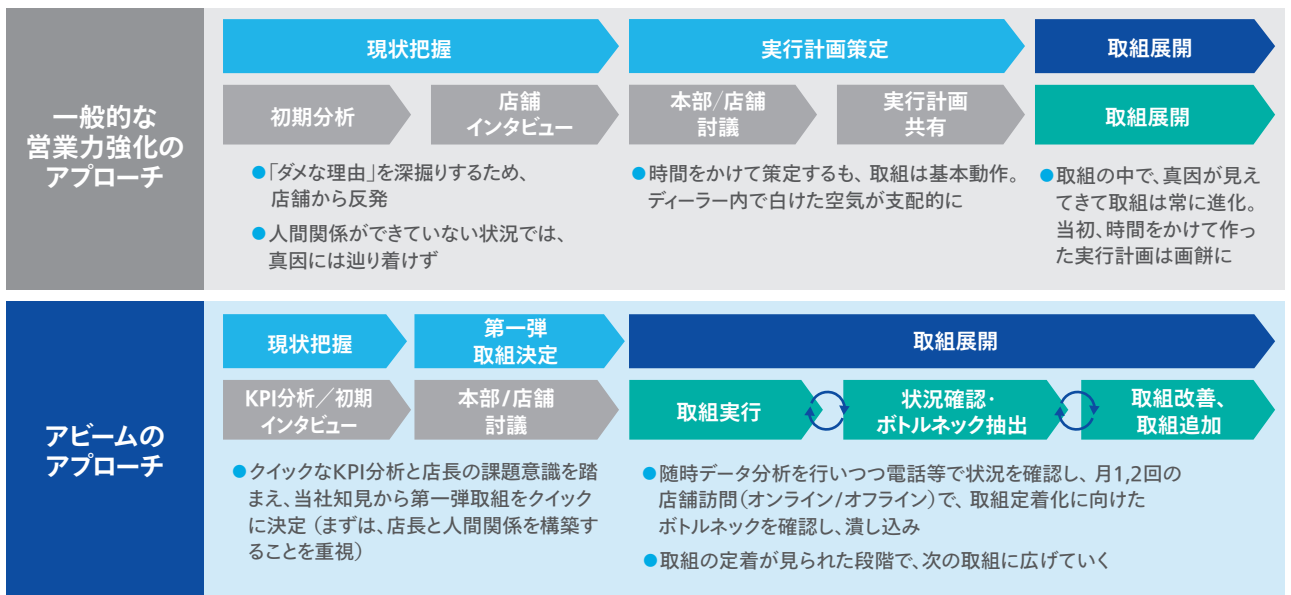 一般的な
営業力強化の
アプローチ
現状把握
実行計画策定
取組展開
初期分析
店舗
インタビュー
本部/店舗
討議
実行計画
共有
取組展開
●「ダメな理由」を深掘りするため、
店舗から反発
●人間関係ができていない状況では、
真因には辿り着けず
●時間をかけて策定するも、取組は基本動作。
ディーラー内で白けた空気が支配的に
●取組の中で、真因が見え
てきて取組は常に進化。
当初、時間をかけて作っ
た実行計画は画餅に
アビームの
アプローチ
現状把握
第一弾
取組決定
取組展開
KPI分析/初期
インタビュー
本部/店舗
討議
取組実行
状況確認・
ボトルネック抽出
取組改善、
取組追加
●クイックなKPI分析と店長の課題意識を踏
まえ、当社知見から第一弾取組をクイック
に決定（まずは、店長と人間関係を構築す
ることを重視）
●随時データ分析を行いつつ電話等で状況を確認し、月1,2回の
店舗訪問（オンライン/オフライン）で、取組定着化に向けた
ボトルネックを確認し、潰し込み
●取組の定着が見られた段階で、次の取組に広げていく